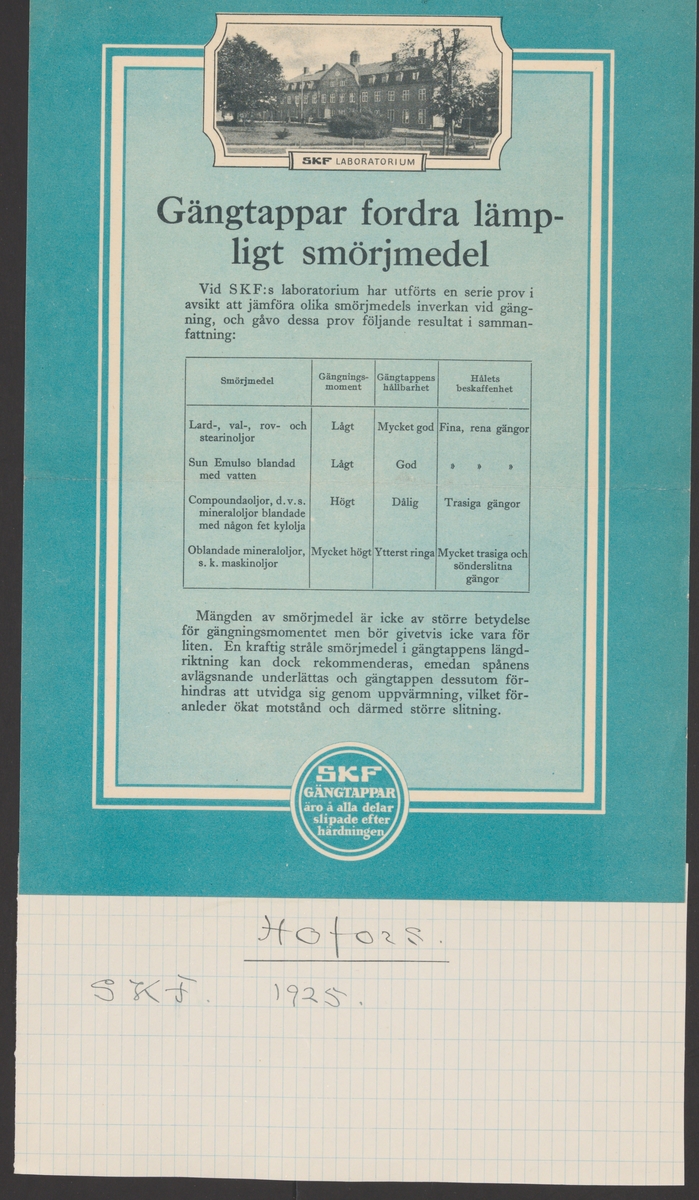 SKF LABORATORIUM
Gängtappar fordra lämp-
ligt smörjmedel
Vid SKF:s laboratorium har utförts en serie prov i
avsikt att jämföra olika smörjmedels inverkan vid gäng-
ning, och gåvo dessa prov följande resultat i samman-
fattning:
Smörjmedel
Gängnings-
moment
Gängtappens
hållbarhet
Hålets
beskaffenhet
Lard-, val-, rov- och
stearinoljor
Lågt
Mycket god
Fina, rena gängor
Sun Emulso blandad
med vatten
Lågt
God
» » »
Compoundaoljor, d.v.s.
mineraloljor blandade
med någon fet kylolja
Högt
Dålig
Trasiga gängor
Oblandade mineraloljor,
s. k. maskinoljor
Mycket högt
Ytterst ringa
Mycket trasiga och
sönderslitna
gängor
Mängden av smörjmedel är icke av större betydelse
för gängningsmomentet men bör givetvis icke vara för
liten. En kraftig stråle smörjmedel i gängtappens längd-
riktning kan dock rekommenderas, emedan spånens
avlägsnande underlättas och gängtappen dessutom för-
hindras att utvidga sig genom uppvärmning, vilket för-
anleder ökat motstånd och därmed större slitning.
SKF
GÄNGTAPPAR
äro å alla delar
slipade efter
härdningen
Hofors.
SKF. 1925.